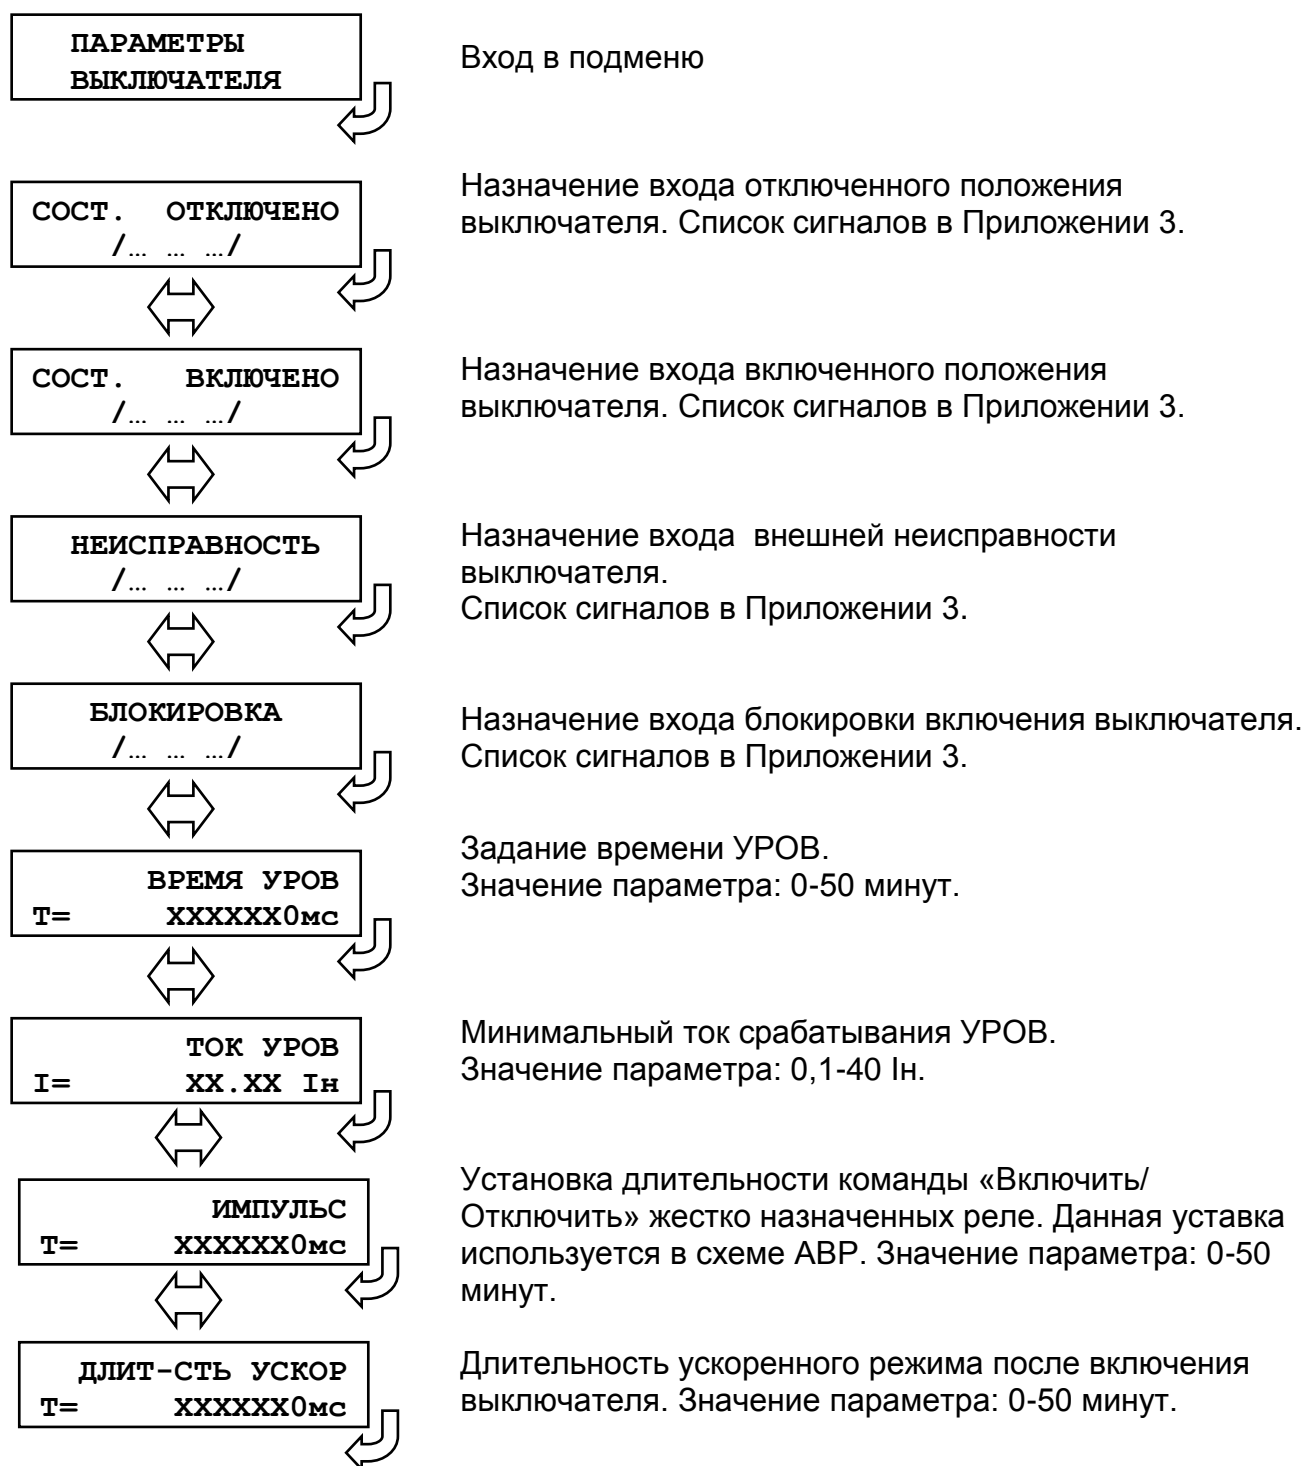 ПАРАМЕТРЫ
ВЫКЛЮЧАТЕЛЯ
Вход в подменю
СОСТ. ОТКЛЮЧЕНО
/… … …/
Назначение входа отключенного положения
выключателя. Список сигналов в Приложении 3.
СОСТ. ВКЛЮЧЕНО
/… … …/
Назначение входа включенного положения
выключателя. Список сигналов в Приложении 3.
НЕИСПРАВНОСТЬ
/… … …/
Назначение входа внешней неисправности
выключателя.
Список сигналов в Приложении 3.
БЛОКИРОВКА
/… … …/
Назначение входа блокировки включения выключателя.
Список сигналов в Приложении 3.
ВРЕМЯ УРОВ
T= XXXXXX0мс
Задание времени УРОВ.
Значение параметра: 0-50 минут.
ТОК УРОВ
I= XX.XX Iн
Минимальный ток срабатывания УРОВ.
Значение параметра: 0,1-40 Iн.
ИМПУЛЬС
T= XXXXXX0мс
Установка длительности команды «Включить/
Отключить» жестко назначенных реле. Данная уставка
используется в схеме АВР. Значение параметра: 0-50
минут.
ДЛИТ-СТЬ УСКОР
T= XXXXXX0мс
Длительность ускоренного режима после включения
выключателя. Значение параметра: 0-50 минут.